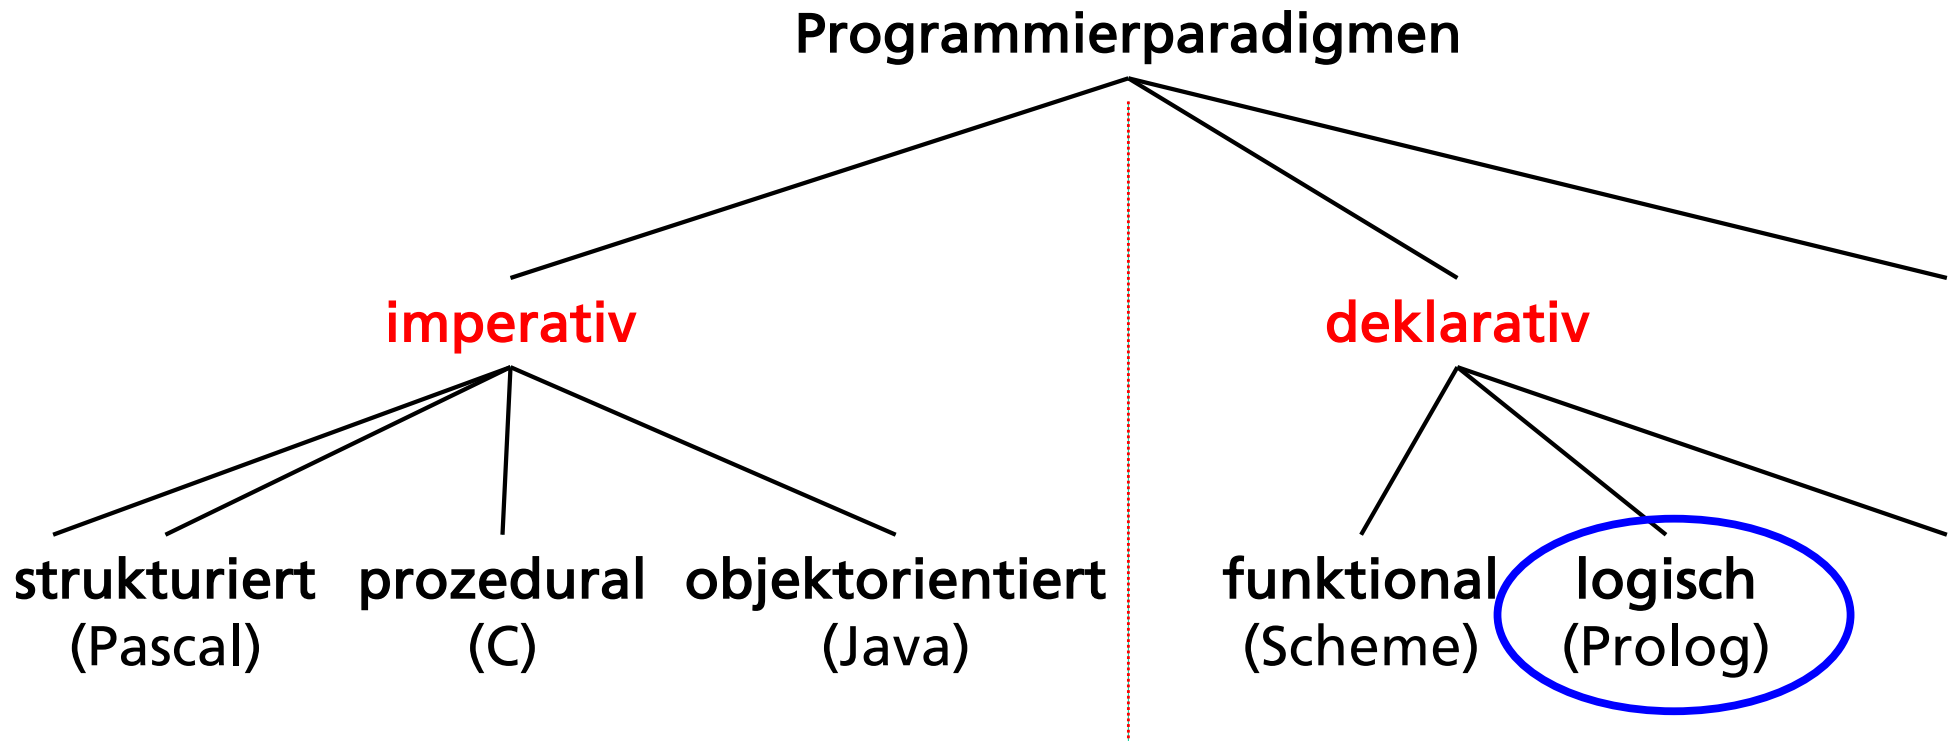 Programmierparadigmen
imperativ
deklarativ
strukturiert
(Pascal)
prozedural
(C)
objektorientiert
(Java)
funktional
(Scheme)
logisch
(Prolog)